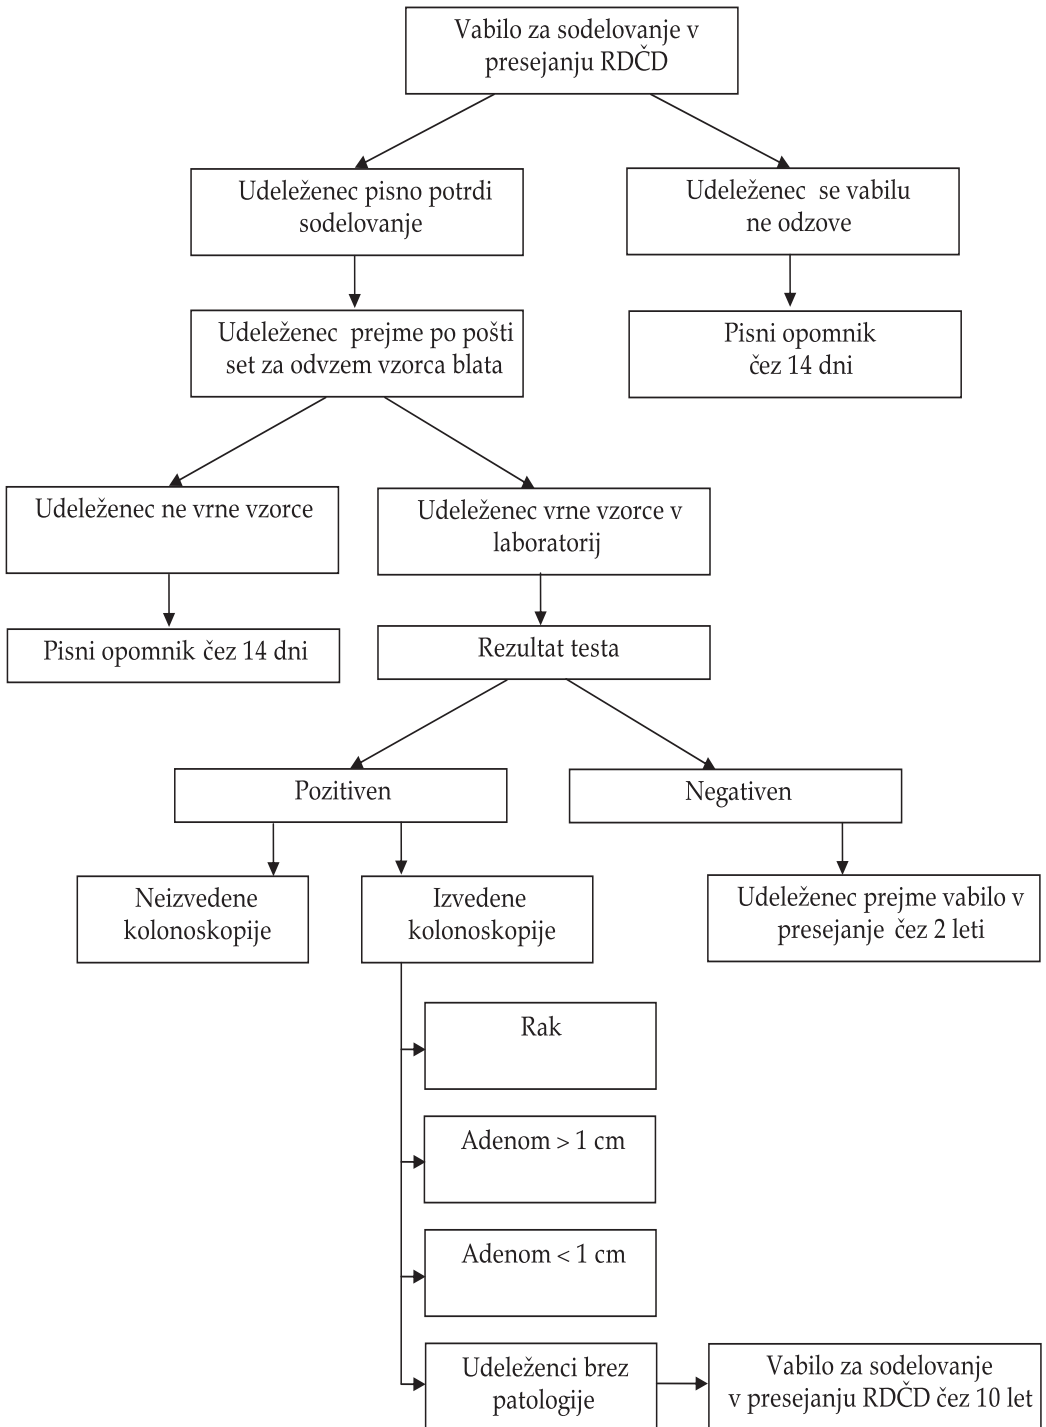 Vabilo za sodelovanje v
presejanju RDČD
Udeleženec pisno potrdi
sodelovanje
Udeleženec se vabilu
ne odzove
Udeleženec prejme po pošti
set za odvzem vzorca blata
Pisni opomnik
čez 14 dni
Udeleženec ne vrne vzorce
Udeleženec vrne vzorce v
laboratorij
Pisni opomnik čez 14 dni
Rezultat testa
Pozitiven
Negativen
Neizvedene
kolonoskopije
Izvedene
kolonoskopije
Udeleženec prejme vabilo v
presejanje čez 2 leti
Rak
Adenom > 1 cm
Adenom < 1 cm
Udeleženci brez
patologije
Vabilo za sodelovanje
v presejanju RDČD čez 10 let